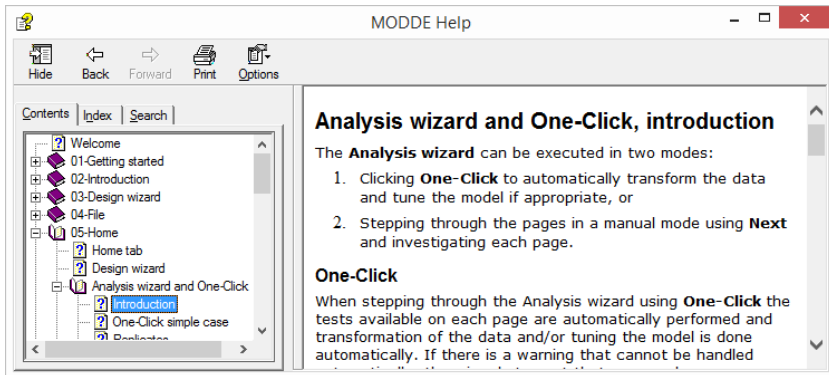 MODDE Help
Hide Back Forward Print Options
Contents Index Search
Welcome
01-Getting started
02-Introduction
03-Design wizard
04-File
05-Home
Home tab
Design wizard
Analysis wizard and One-Click
Introduction
One-Click simple case
Replicates
Analysis wizard and One-Click, introduction
The Analysis wizard can be executed in two modes:
1. Clicking One-Click to automatically transform the data
and tune the model if appropriate, or
2. Stepping through the pages in a manual mode using Next
and investigating each page.
One-Click
When stepping through the Analysis wizard using One-Click the
tests available on each page are automatically performed and
transformation of the data and/or tuning the model is done
automatically. If there is a warning that cannot be handled